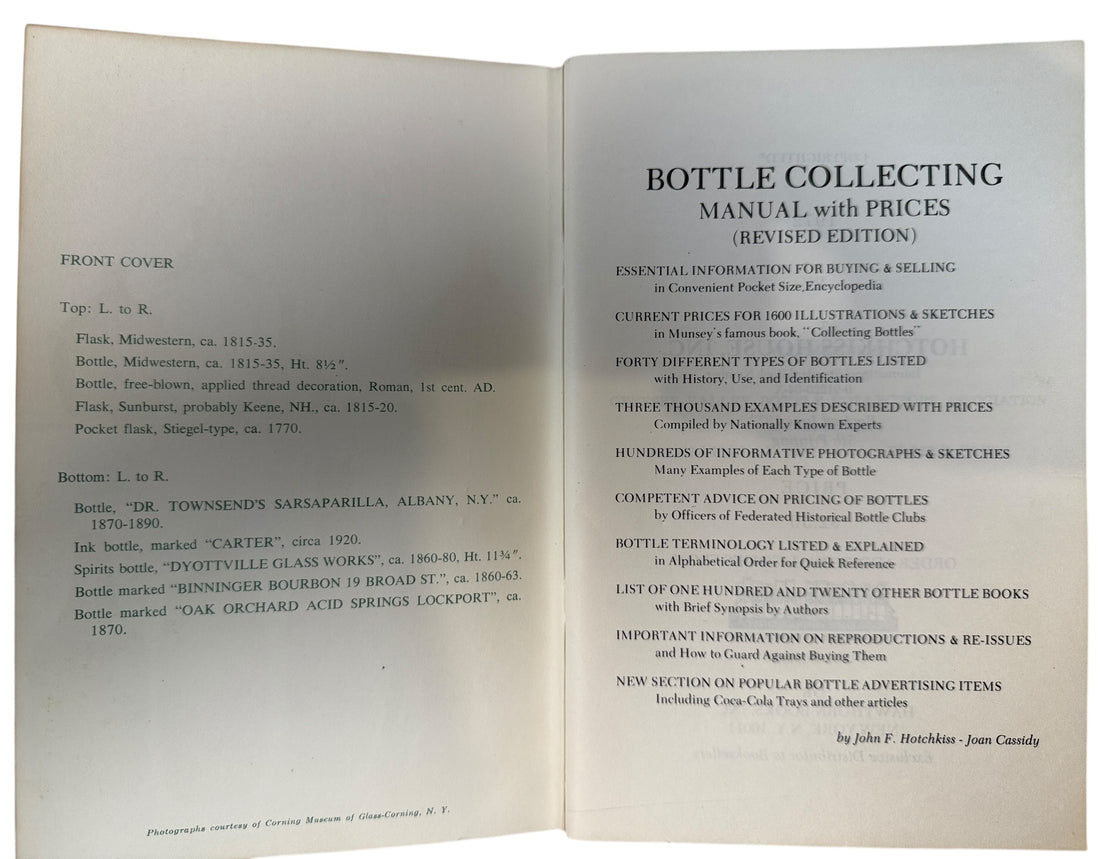 FRONT COVER
Top: L. to R.
Flask, Midwestern, ca. 1815-35.
Bottle, Midwestern, ca. 1815-35, Ht. 8½".
Bottle, free-blown, applied thread decoration, Roman, 1st cent. AD.
Flask, Sunburst, probably Keene, NH., ca. 1815-20.
Pocket flask, Stiegel-type, ca. 1770.
Bottom: L. to R.
Bottle, "DR. TOWNSEND'S SARSAPARILLA, ALBANY, N.Y." ca.
1870-1890.
Ink bottle, marked "CARTER", circa 1920.
Spirits bottle, "DYOTTVILLE GLASS WORKS", ca. 1860-80, Ht. 11¾".
Bottle marked "BINNINGER BOURBON 19 BROAD ST.", ca. 1860-63.
Bottle marked "OAK ORCHARD ACID SPRINGS LOCKPORT", ca.
1870.
Photographs courtesy of Corning Museum of Glass-Corning, N. Y.
BOTTLE COLLECTING
MANUAL with PRICES
(REVISED EDITION)
ESSENTIAL INFORMATION FOR BUYING & SELLING
in Convenient Pocket Size,Encyclopedia
CURRENT PRICES FOR 1600 ILLUSTRATIONS & SKETCHES
in Munsey's famous book, "Collecting Bottles"
FORTY DIFFERENT TYPES OF BOTTLES LISTED
with History, Use, and Identification
THREE THOUSAND EXAMPLES DESCRIBED WITH PRICES
Compiled by Nationally Known Experts
HUNDREDS OF INFORMATIVE PHOTOGRAPHS & SKETCHES
Many Examples of Each Type of Bottle
COMPETENT ADVICE ON PRICING OF BOTTLES
by Officers of Federated Historical Bottle Clubs
BOTTLE TERMINOLOGY LISTED & EXPLAINED
in Alphabetical Order for Quick Reference
LIST OF ONE HUNDRED AND TWENTY OTHER BOTTLE BOOKS
with Brief Synopsis by Authors
IMPORTANT INFORMATION ON REPRODUCTIONS & RE-ISSUES
and How to Guard Against Buying Them
NEW SECTION ON POPULAR BOTTLE ADVERTISING ITEMS
Including Coca-Cola Trays and other articles
by John F. Hotchkiss - Joan Cassidy